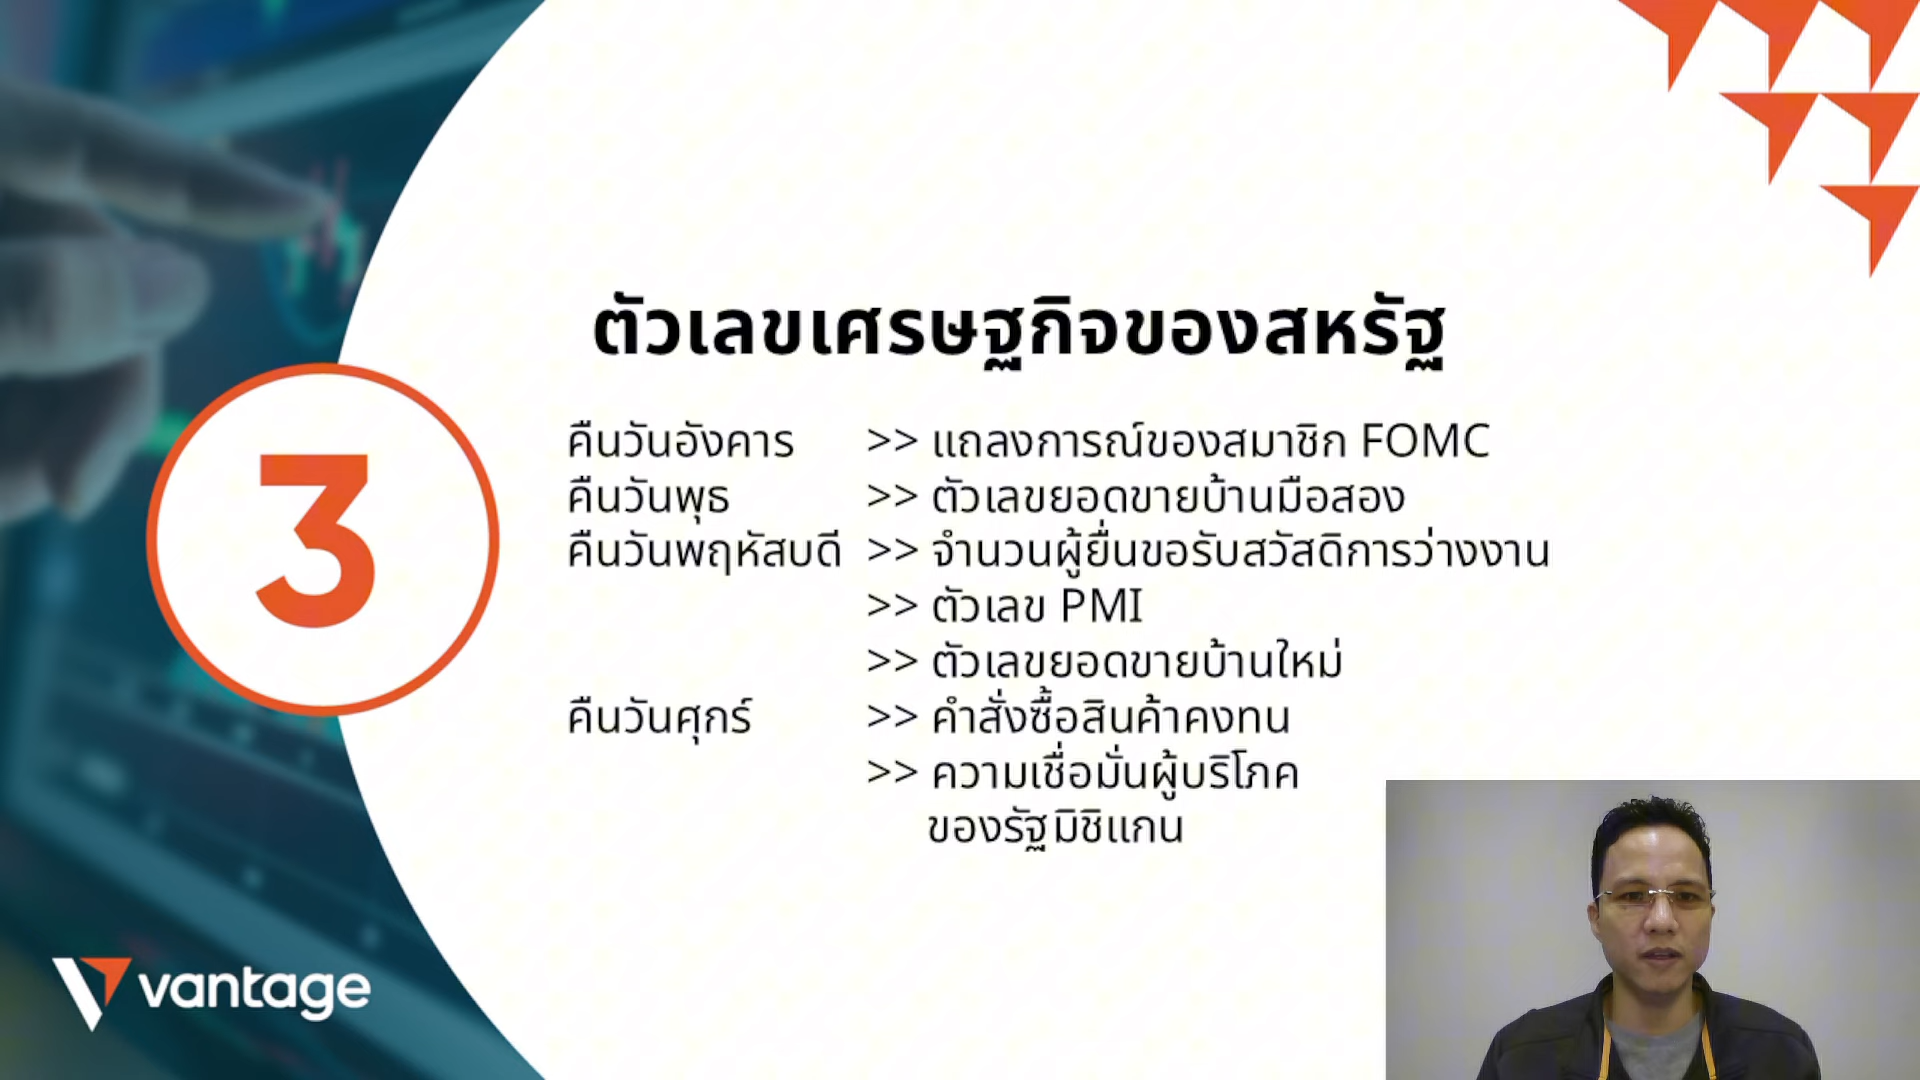 ตัวเลขเศรษฐกิจของสหรัฐ
3
คืนวันอังคาร >> แถลงการณ์ของสมาชิก FOMC
คืนวันพุธ >> ตัวเลขยอดขายบ้านมือสอง
คืนวันพฤหัสบดี >> จำนวนผู้ยื่นขอรับสวัสดิการว่างงาน
>> ตัวเลข PMI
>> ตัวเลขยอดขายบ้านใหม่
คืนวันศุกร์ >> คำสั่งซื้อสินค้าคงทน
>> ความเชื่อมั่นผู้บริโภค
ของรัฐมิชิแกน
vantage